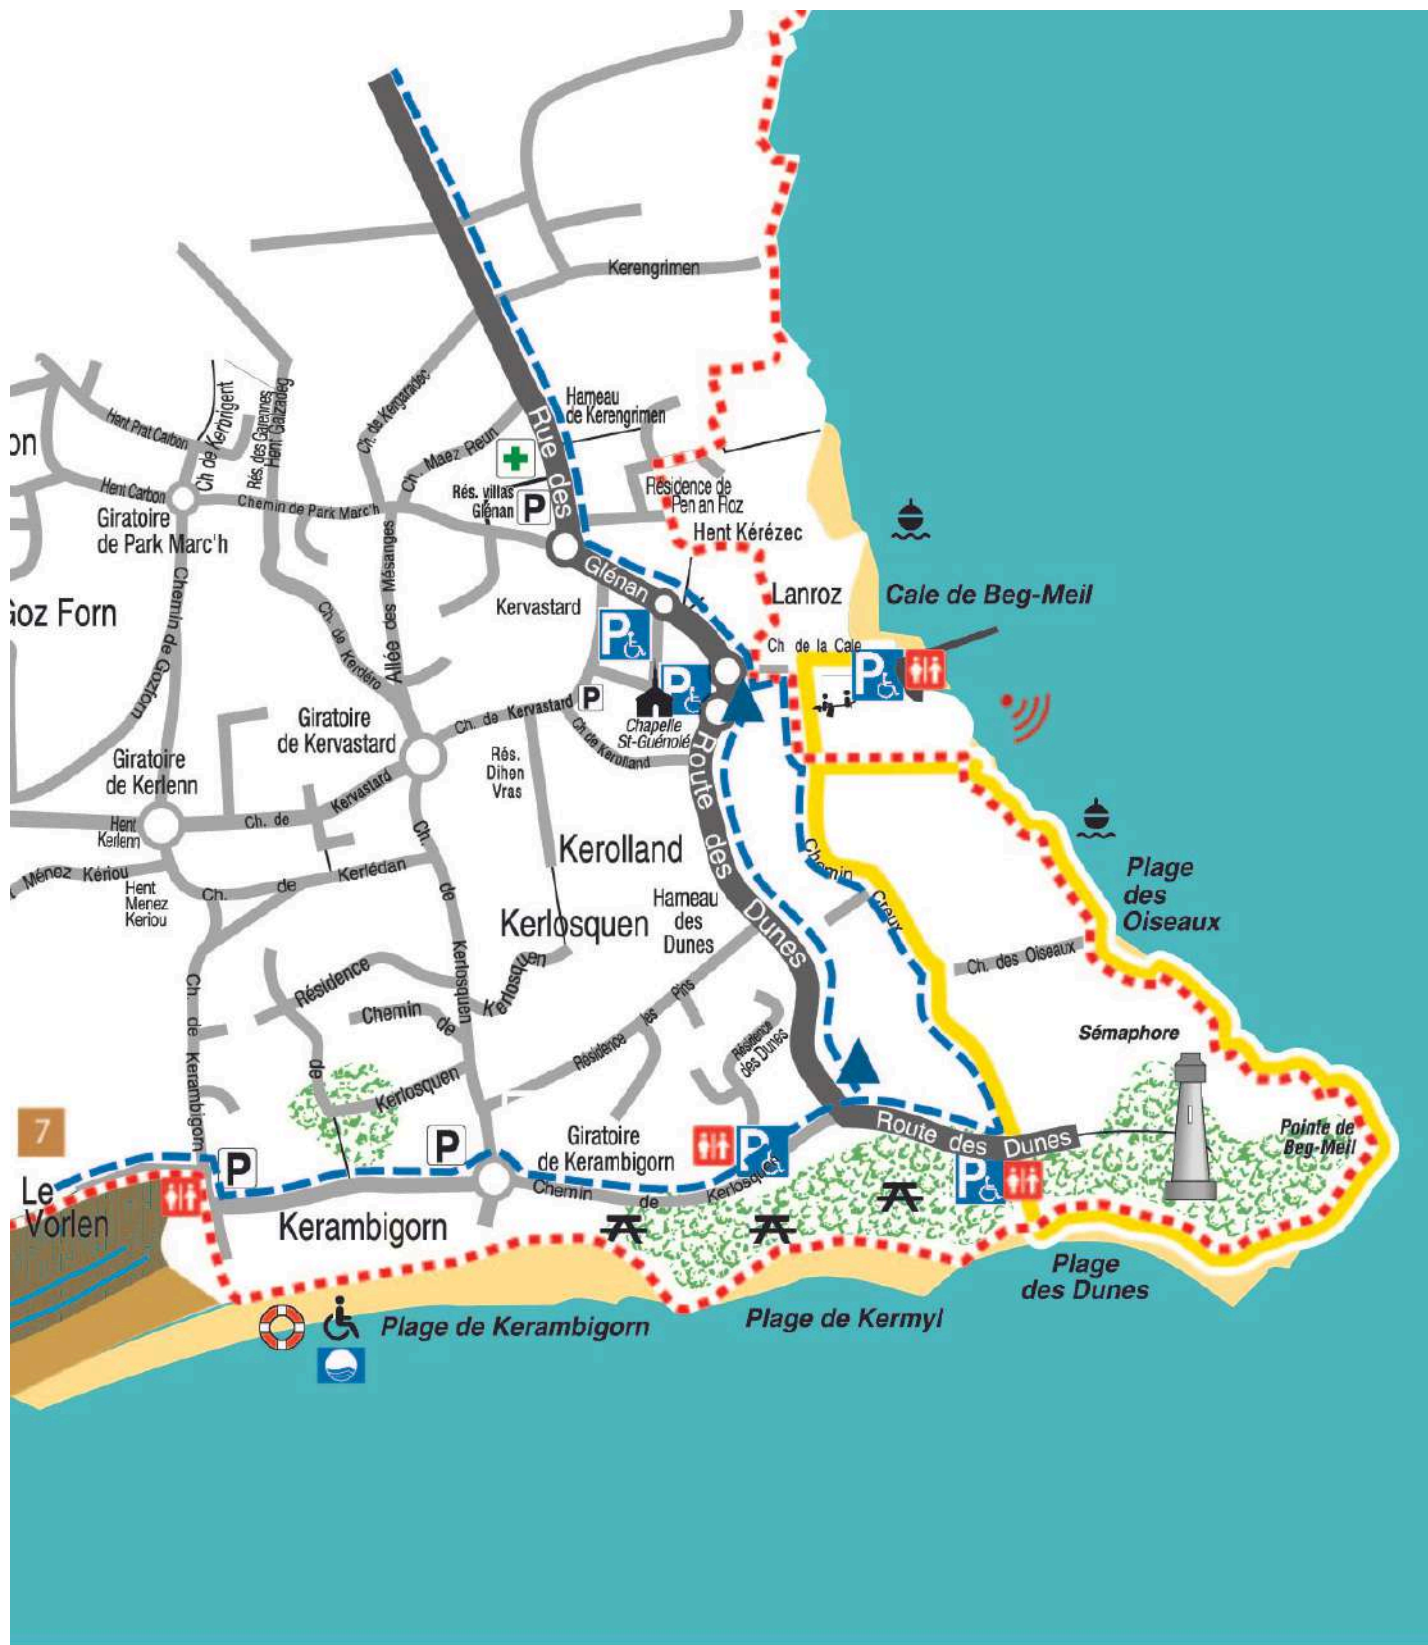 Kerengrimen
Hameau
de Kerengrimen
Ch. de Kergaradec
Ch de Kerbrigent
Rés. des Garennes
Hent Galzadeg
Hent Prat Carbon
on
Ch. Maez Reun
Rue des
Rés. villas
Glénan
P
Résidence de
Pen an Roz
Hent Carbon
Chemin de Park Marc'h
Giratoire
de Park Marc'h
Hent Kérézec
Glénan
Allée des Mésanges
Chemin de Gozforn
Goz Forn
Ch. de Kerdéro
Kervastard
Lanroz
Cale de Beg-Meil
P
Ch de la Cale
P
P
P
Chapelle
St-Guénolé
Ch. de Kervastard
Ch de Kerolland
Giratoire
de Kervastard
Rés.
Dihen
Vras
Giratoire
de Kerlenn
Kervastard
Ch. de
Hent
Kerlenn
Route des Dunes
Kerolland
Chemin
Creux
Plage
des
Oiseaux
Ménez Kériou
Hent
Menez
Keriou
Ch. de Kerlédan
Ch. de Kerlosquen
Kerlosquen
Hameau
des
Dunes
Ch. des Oiseaux
Résidence
de
Kerlosquen
Chemin de
Kerlosquen
Résidence les Pins
Résidence
des Dunes
Sémaphore
Ch. de Kerambigorn
7
P
P
Giratoire
de Kerambigorn
P
Route des Dunes
Pointe de
Beg-Meil
P
Le
Vorlen
Kerambigorn
Chemin de Kerlosquen
Plage
des Dunes
Plage de Kermyl
Plage de Kerambigorn